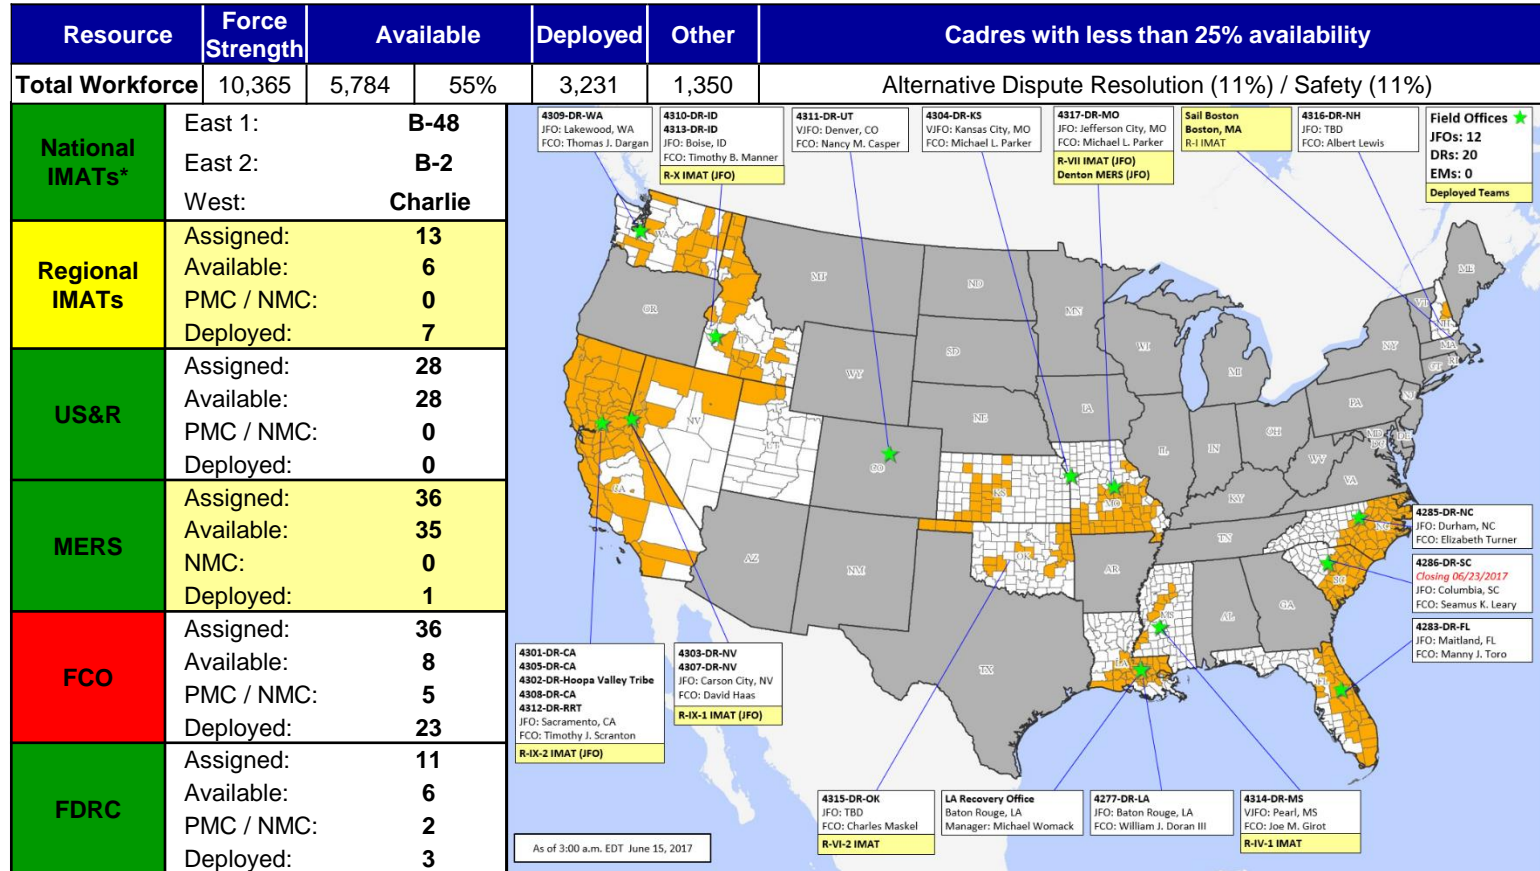 Resource Force Strength Available Deployed Other Cadres with less than 25% availability
Total Workforce 10,365 5,784 55% 3,231 1,350 Alternative Dispute Resolution (11%) / Safety (11%)
National IMATs*
East 1: B-48
East 2: B-2
West: Charlie
Regional IMATs
Assigned: 13
Available: 6
PMC / NMC: 0
Deployed: 7
US&R
Assigned: 28
Available: 28
PMC / NMC: 0
Deployed: 0
MERS
Assigned: 36
Available: 35
NMC: 0
Deployed: 1
FCO
Assigned: 36
Available: 8
PMC / NMC: 5
Deployed: 23
FDRC
Assigned: 11
Available: 6
PMC / NMC: 2
Deployed: 3
4309-DR-WA
JFO: Lakewood, WA
FCO: Thomas J. Dargan
4310-DR-ID
4313-DR-ID
JFO: Boise, ID
FCO: Timothy B. Manner
R-X IMAT (JFO)
4311-DR-UT
VJFO: Denver, CO
FCO: Nancy M. Casper
4304-DR-KS
VJFO: Kansas City, MO
FCO: Michael L. Parker
4317-DR-MO
JFO: Jefferson City, MO
FCO: Michael L. Parker
R-VII IMAT (JFO)
Denton MERS (JFO)
Sail Boston
Boston, MA
R-I IMAT
4316-DR-NH
JFO: TBD
FCO: Albert Lewis
Field Offices
JFOs: 12
DRs: 20
EMs: 0
Deployed Teams
WA
MT
ND
MN
ME
VT
OR
ID
SD
WI
MI
NY
MA
RI
CT
WY
NE
IA
PA
NJ
NV
UT
CO
KS
MO
IL
IN
OH
MD
DE
DC
WV
VA
KY
CA
AZ
NM
OK
AR
TN
NC
SC
TX
LA
MS
AL
GA
FL
4285-DR-NC
JFO: Durham, NC
FCO: Elizabeth Turner
4286-DR-SC
Closing 06/23/2017
JFO: Columbia, SC
FCO: Seamus K. Leary
4283-DR-FL
JFO: Maitland, FL
FCO: Manny J. Toro
4301-DR-CA
4305-DR-CA
4302-DR-Hoopa Valley Tribe
4308-DR-CA
4312-DR-RRT
JFO: Sacramento, CA
FCO: Timothy J. Scranton
R-IX-2 IMAT (JFO)
4303-DR-NV
4307-DR-NV
JFO: Carson City, NV
FCO: David Haas
R-IX-1 IMAT (JFO)
4315-DR-OK
JFO: TBD
FCO: Charles Maskel
R-VI-2 IMAT
LA Recovery Office
Baton Rouge, LA
Manager: Michael Womack
4277-DR-LA
JFO: Baton Rouge, LA
FCO: William J. Doran III
4314-DR-MS
VJFO: Pearl, MS
FCO: Joe M. Girot
R-IV-1 IMAT
As of 3:00 a.m. EDT June 15, 2017